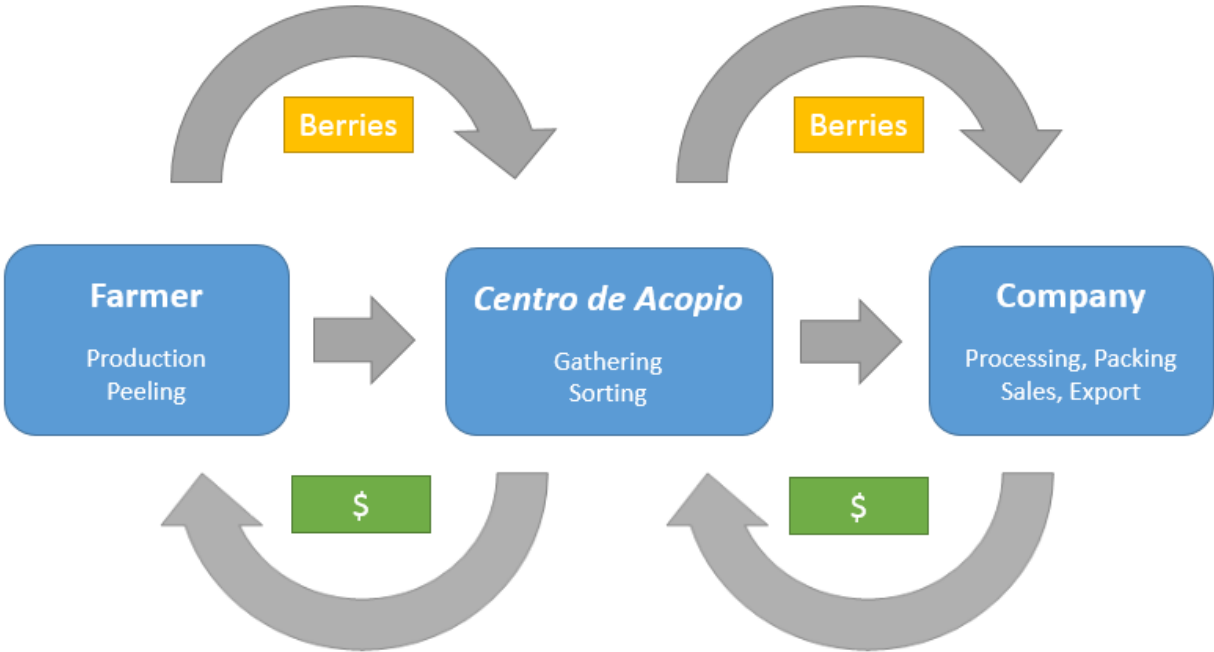 Berries
Berries
Farmer
Production
Peeling
Centro de Acopio
Gathering
Sorting
Company
Processing, Packing
Sales, Export
$
$